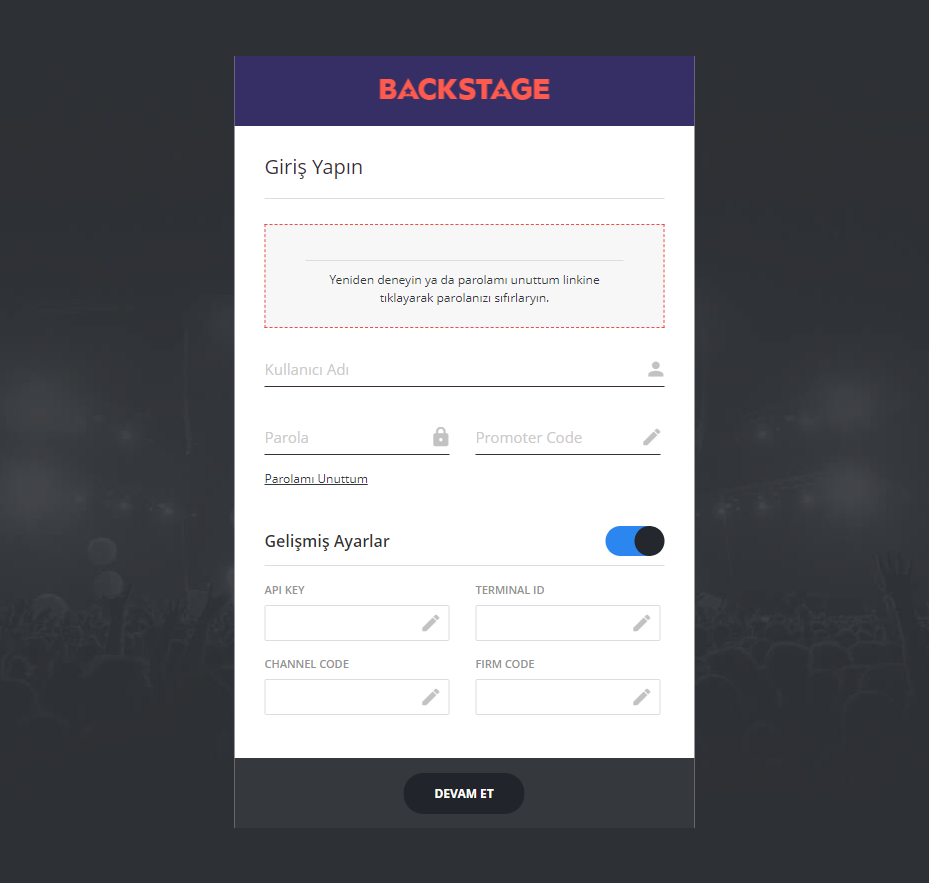 BACKSTAGE
Giriş Yapın
Yeniden deneyin ya da parolamı unuttum linkine
tıklayarak parolanızı sıfırlaryın.
Kullanıcı Adı
Parola
Promoter Code
Parolamı Unuttum
Gelişmiş Ayarlar
API KEY
TERMINAL ID
CHANNEL CODE
FIRM CODE
DEVAM ET